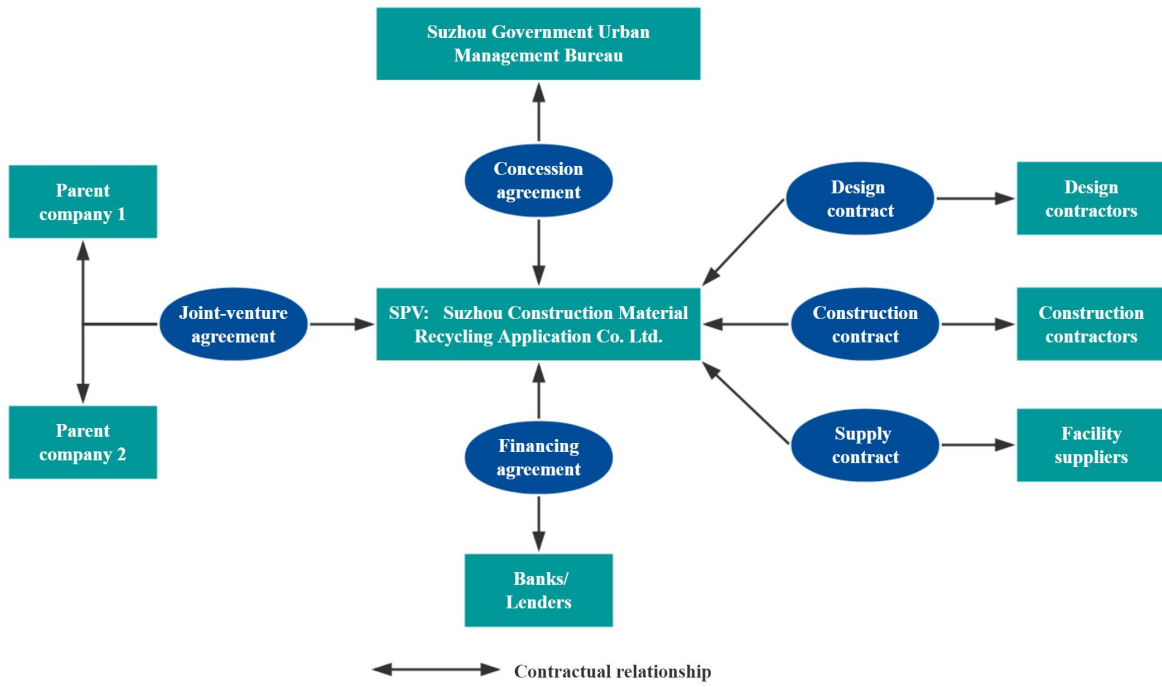 Suzhou Government Urban
Management Bureau
Concession
agreement
Parent
company 1
Design
contract
Design
contractors
Joint-venture
agreement
SPV: Suzhou Construction Material
Recycling Application Co. Ltd.
Construction
contract
Construction
contractors
Parent
company 2
Financing
agreement
Supply
contract
Facility
suppliers
Banks/
Lenders
Contractual relationship